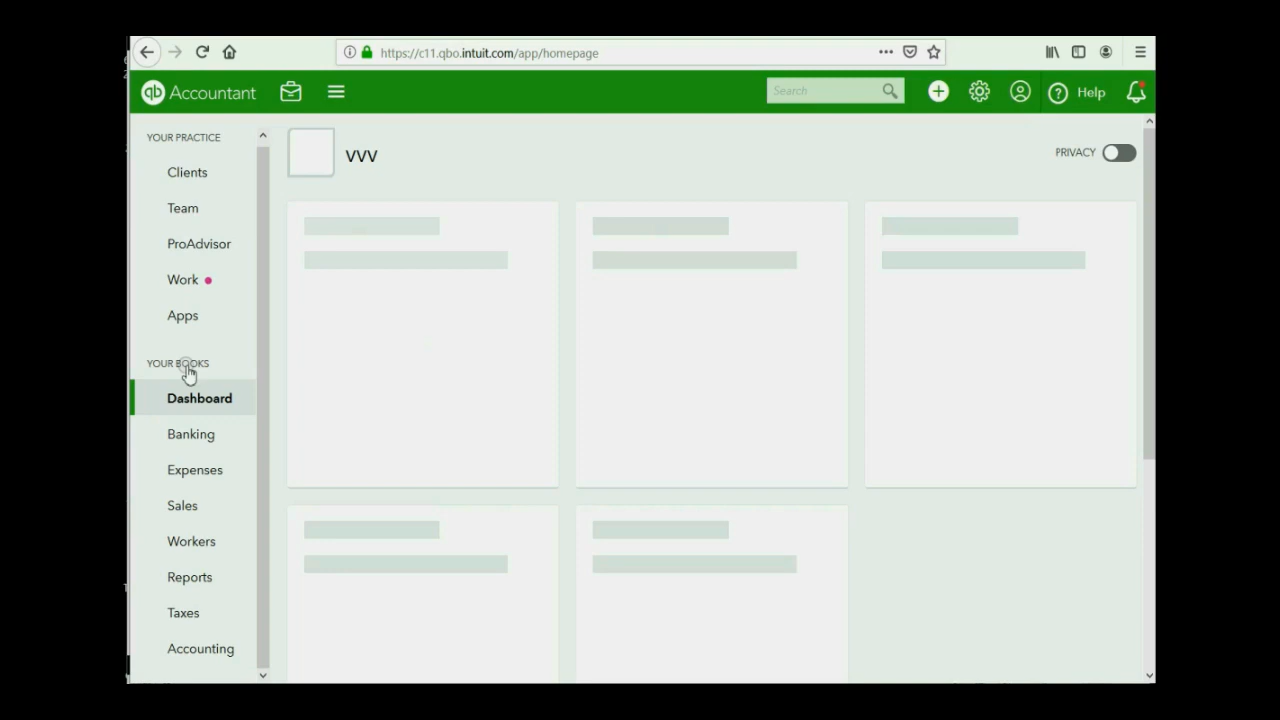 https://c11.qbo.intuit.com/app/homepage
qb Accountant
Search
Help
YOUR PRACTICE
Clients
Team
ProAdvisor
Work
Apps
YOUR BOOKS
Dashboard
Banking
Expenses
Sales
Workers
Reports
Taxes
Accounting
VVV
PRIVACY